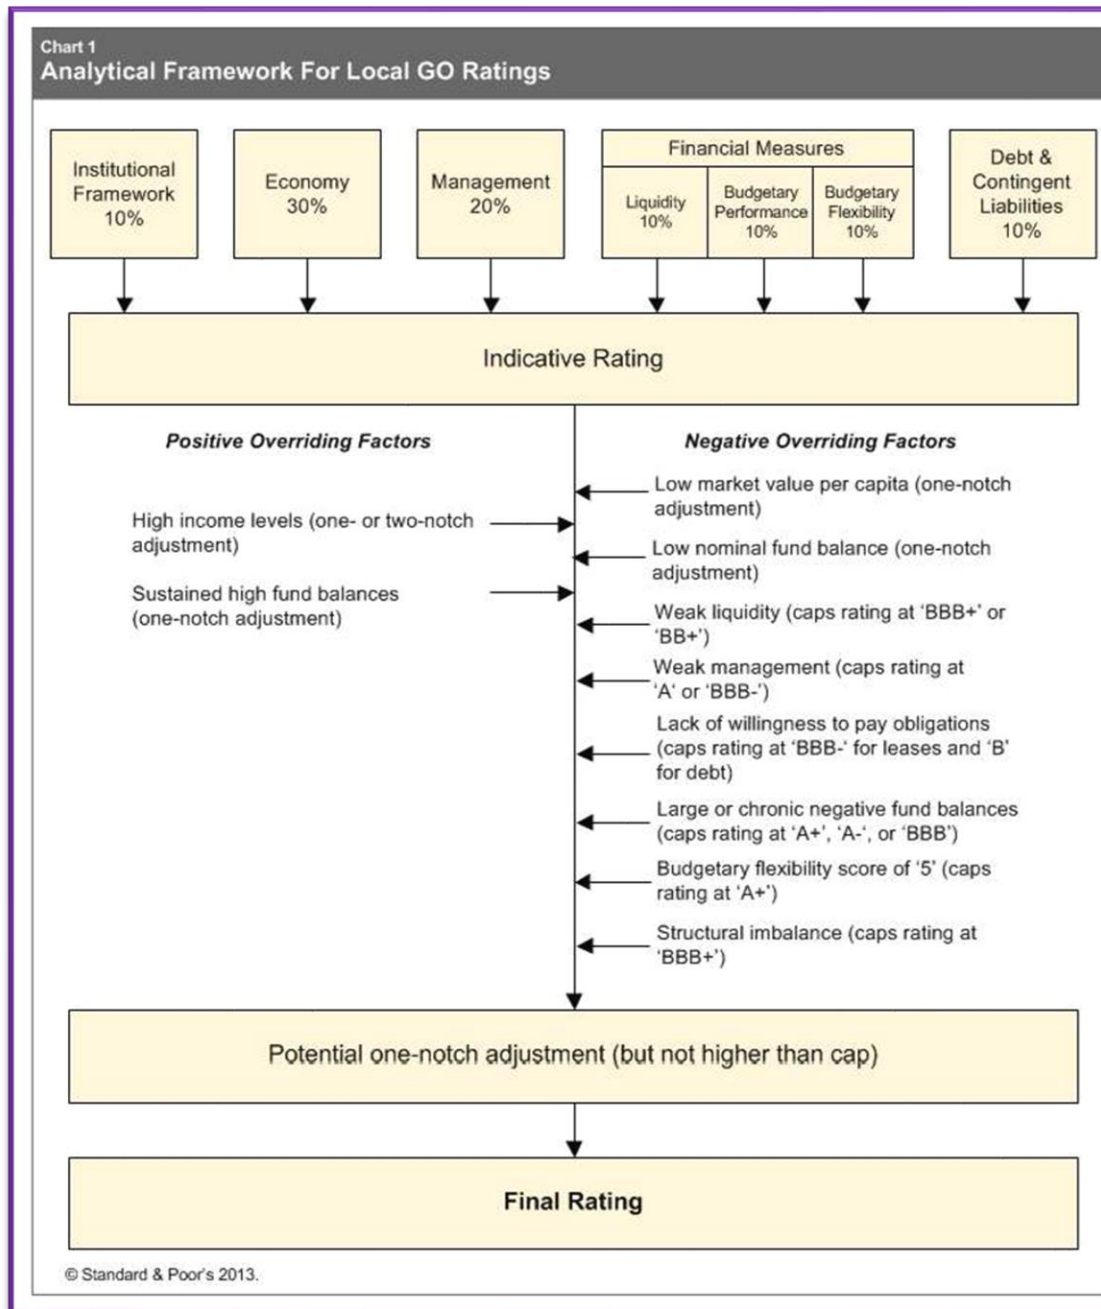 Chart 1
Analytical Framework For Local GO Ratings
Institutional
Framework
10%
Economy
30%
Management
20%
Financial Measures
Liquidity
10%
Budgetary
Performance
10%
Budgetary
Flexibility
10%
Debt &
Contingent
Liabilities
10%
Indicative Rating
Positive Overriding Factors
High income levels (one- or two-notch
adjustment)
Sustained high fund balances
(one-notch adjustment)
Negative Overriding Factors
Low market value per capita (one-notch
adjustment)
Low nominal fund balance (one-notch
adjustment)
Weak liquidity (caps rating at ‘BBB+’ or
‘BB+’)
Weak management (caps rating at
‘A‘ or ‘BBB-’)
Lack of willingness to pay obligations
(caps rating at ‘BBB-‘ for leases and ‘B’
for debt)
Large or chronic negative fund balances
(caps rating at ‘A+’, ‘A-‘, or ‘BBB’)
Budgetary flexibility score of ‘5’ (caps
rating at ‘A+’)
Structural imbalance (caps rating at
‘BBB+’)
Potential one-notch adjustment (but not higher than cap)
Final Rating
© Standard & Poor's 2013.